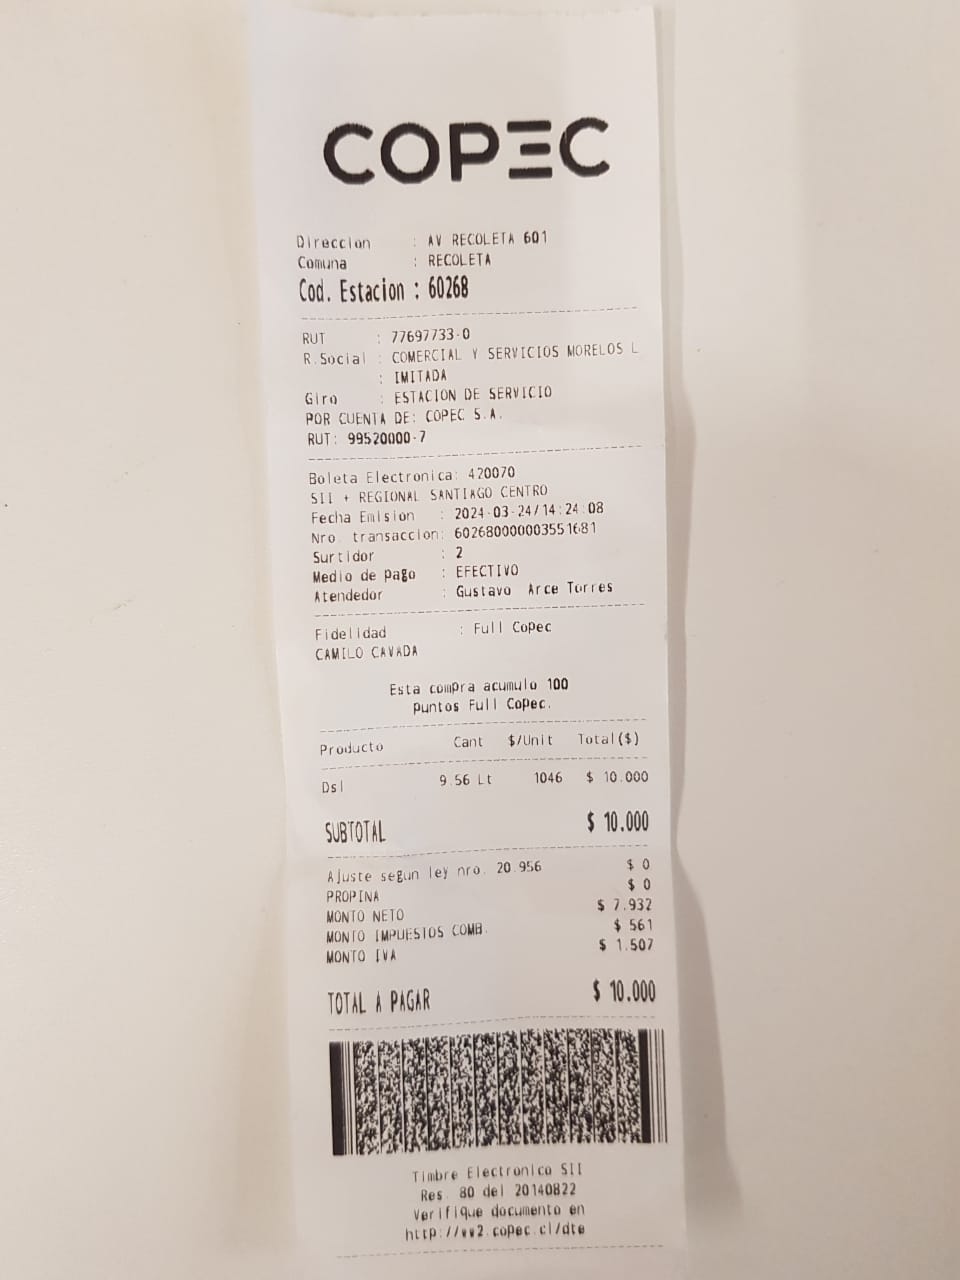 COPEC
Direccion : AV RECOLETA 601
Comuna : RECOLETA
Cod. Estacion : 60268
RUT : 77697733-0
R.Social : COMERCIAL Y SERVICIOS MORELOS L
: IMITADA
Giro : ESTACION DE SERVICIO
POR CUENTA DE: COPEC S.A.
RUT: 99520000-7
Boleta Electronica: 420070
SII + REGIONAL SANTIAGO CENTRO
Fecha Emision : 2024-03-24/14:24:08
Nro. transaccion: 602680000003551681
Surtidor : 2
Medio de pago : EFECTIVO
Atendedor : Gustavo Arce Torres
Fidelidad : Full Copec
CAMILO CAVADA
Esta compra acumulo 100
puntos Full Copec.
Producto Cant $/Unit Total($)
Dsl 9.56 Lt 1046 $ 10.000
SUBTOTAL $ 10.000
Ajuste segun ley nro. 20.956 $ 0
PROPINA $ 0
MONTO NETO $ 7.932
MONTO IMPUESTOS COMB. $ 561
MONTO IVA $ 1.507
TOTAL A PAGAR $ 10.000
Timbre Electronico SII
Res. 80 del 20140822
Verifique documento en
http://ww2.copec.cl/dte